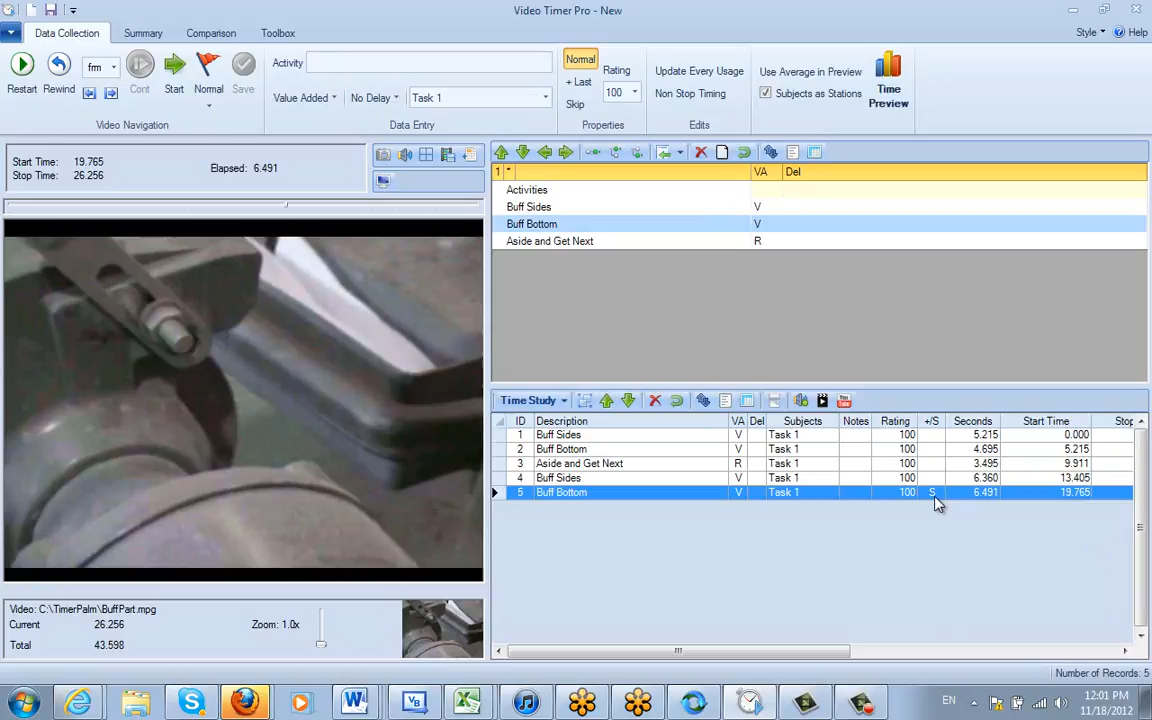 Video Timer Pro - New
Data Collection Summary Comparison Toolbox Style Help
Restart Rewind frm Cont Start Normal Save
Video Navigation
Activity
Value Added No Delay Task 1
Data Entry
Normal
+ Last
Skip
Rating
100
Properties
Update Every Usage
Non Stop Timing
Edits
Use Average in Preview
Subjects as Stations
Time Preview
Start Time: 19.765
Stop Time: 26.256
Elapsed: 6.491
1 * VA Del
Activities
Buff Sides V
Buff Bottom V
Aside and Get Next R
Time Study You Tube
ID Description VA Del Subjects Notes Rating +/S Seconds Start Time Stop
1 Buff Sides V Task 1 100 5.215 0.000
2 Buff Bottom V Task 1 100 4.695 5.215
3 Aside and Get Next R Task 1 100 3.495 9.911
4 Buff Sides V Task 1 100 6.360 13.405
5 Buff Bottom V Task 1 100 S 6.491 19.765
Video: C:\TimerPalm\BuffPart.mpg
Current 26.256
Zoom: 1.0x
Total 43.598
Number of Records: 5
EN
12:01 PM
11/18/2012